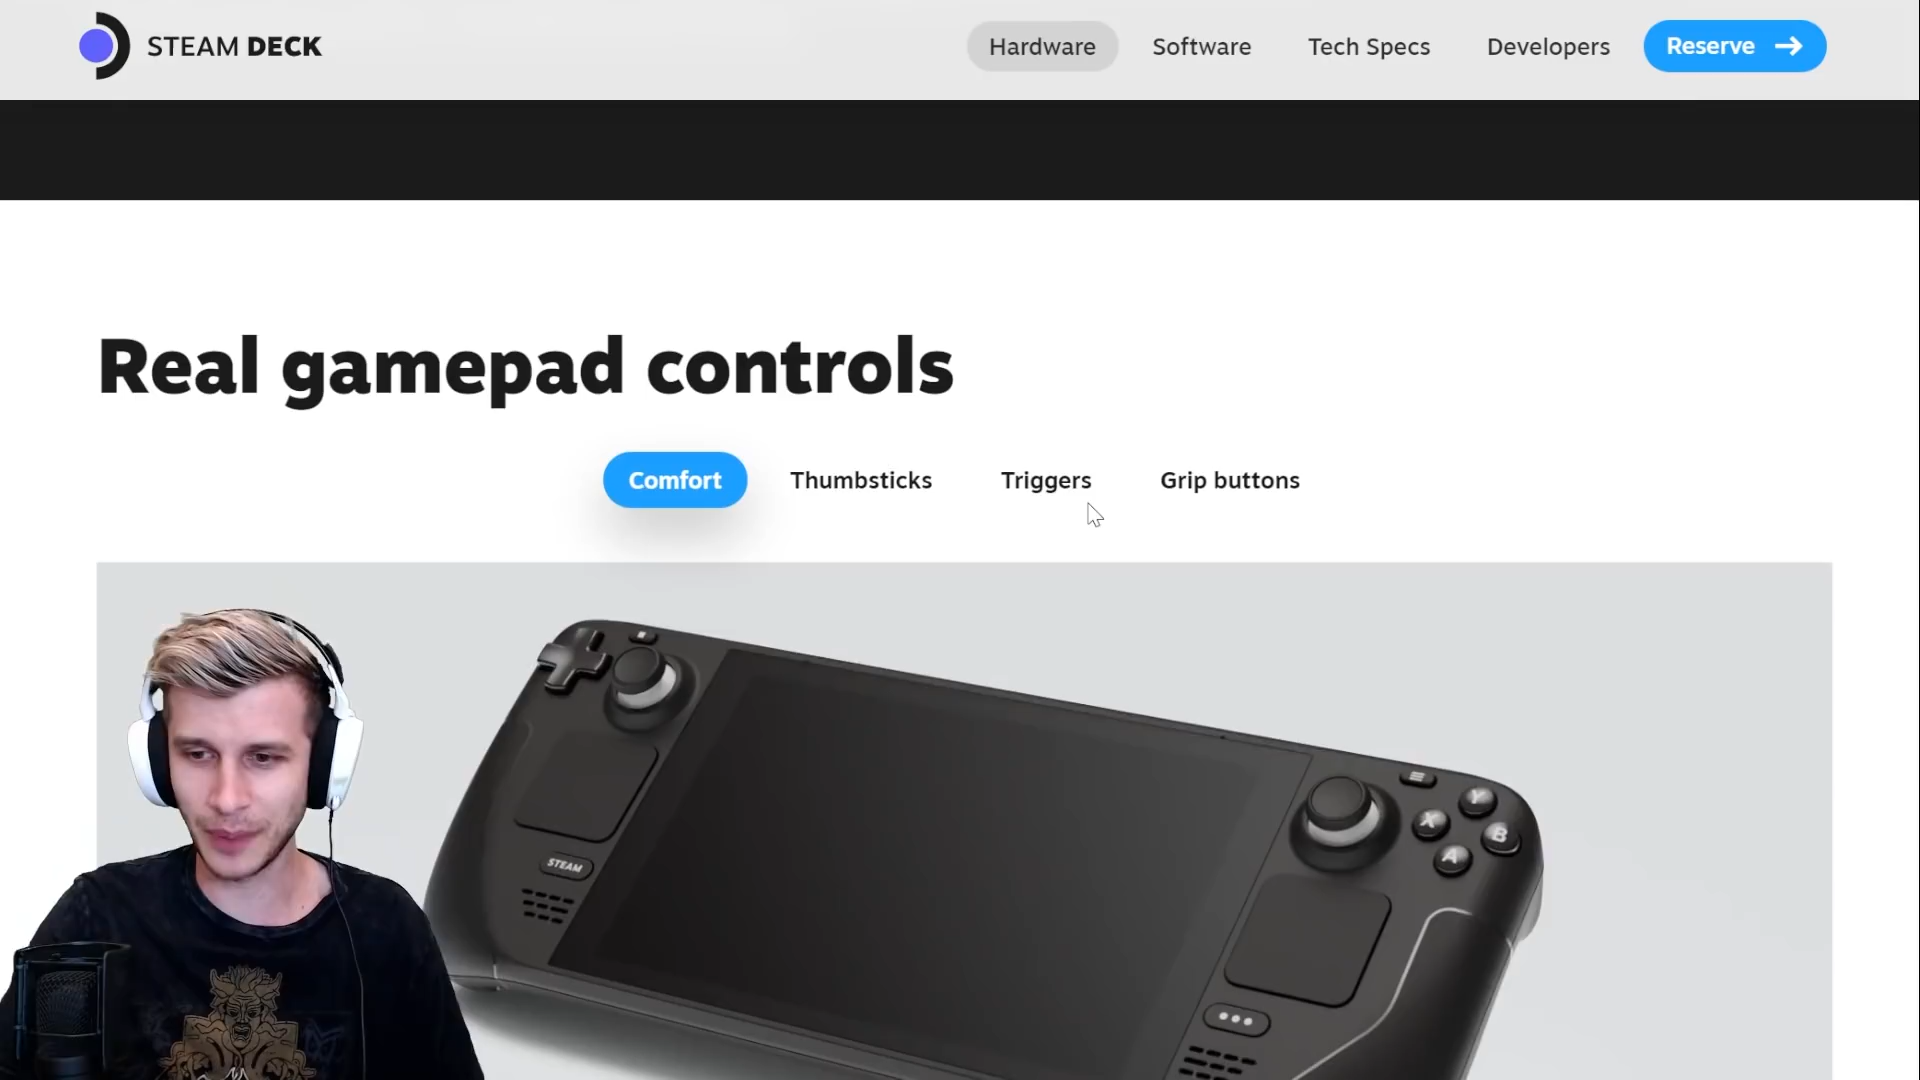 STEAM DECK
Hardware
Software
Tech Specs
Developers
Reserve
Real gamepad controls
Comfort
Thumbsticks
Triggers
Grip buttons
STEAM
Y
X
B
A